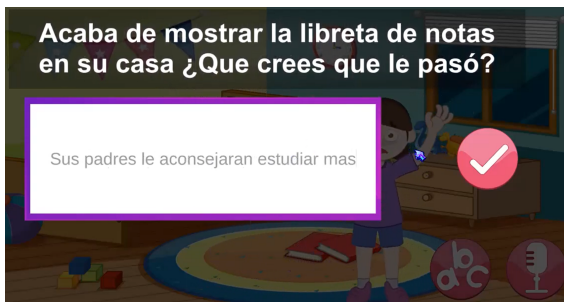 Acaba de mostrar la libreta de notas
en su casa ¿Que crees que le pasó?
Sus padres le aconsejaran estudiar mas
abc